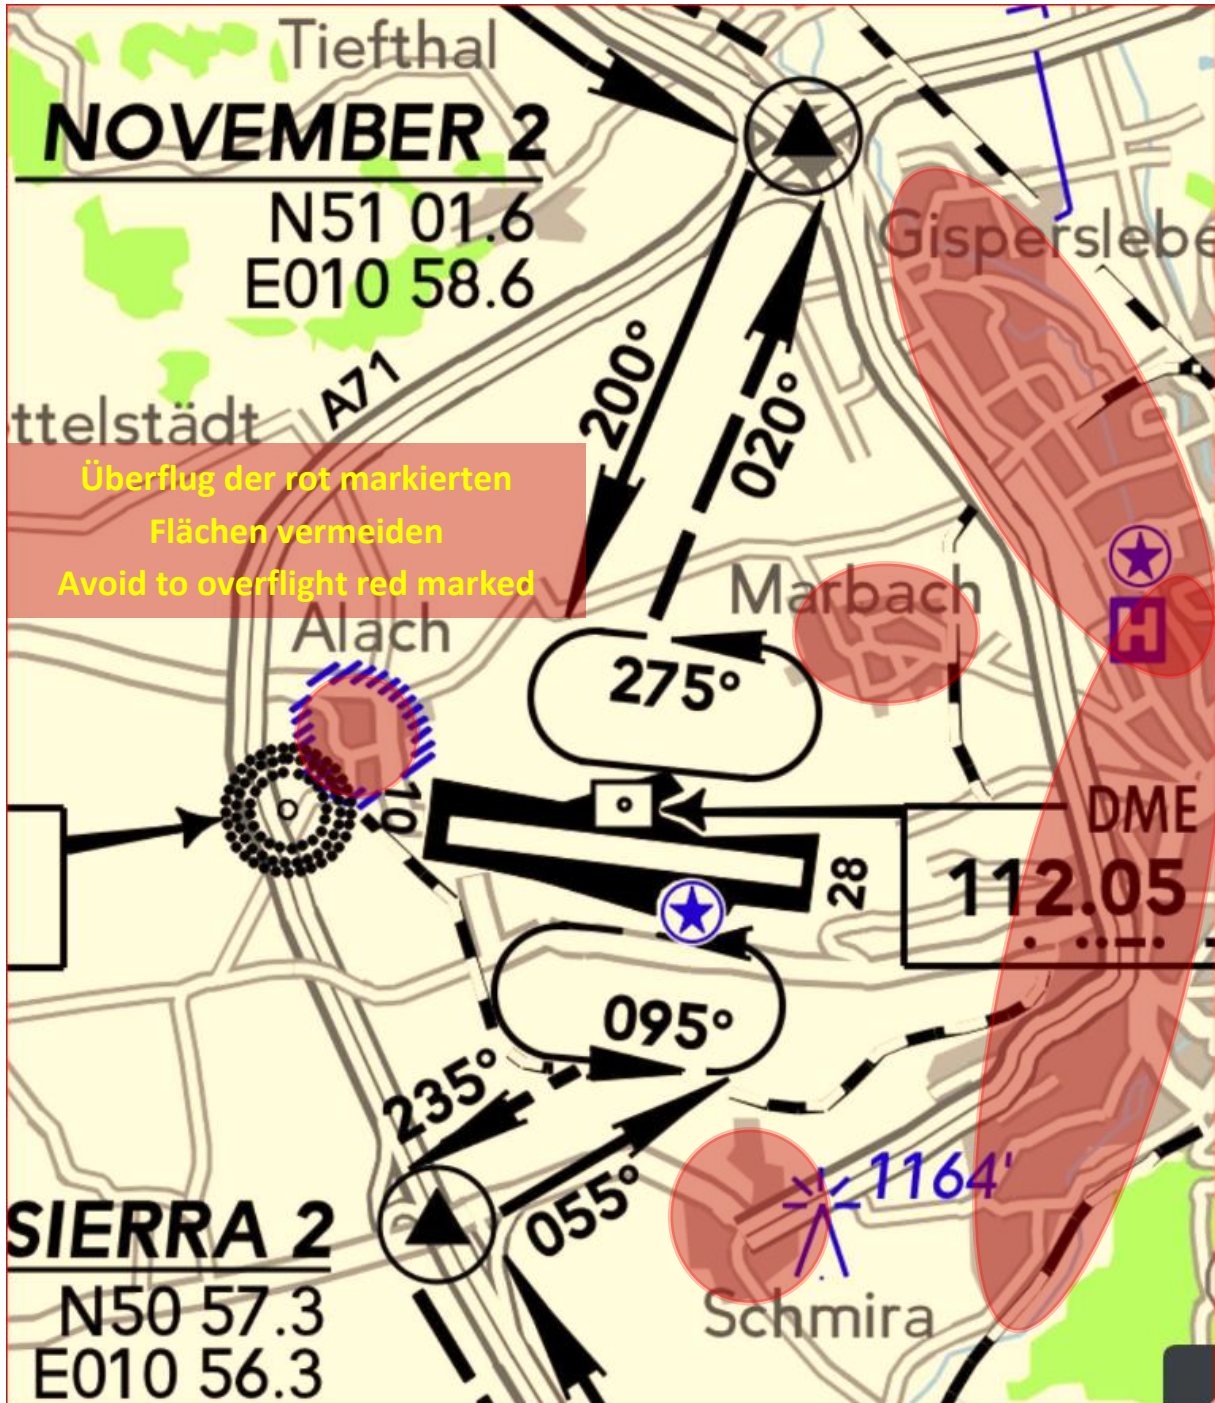 Tiefthal
NOVEMBER 2
N51 01.6
E010 58.6
Gisperslebe
200°
020°
A71
ttelstädt
Überflug der rot markierten
Flächen vermeiden
Avoid to overflight red marked
Marbach
H
Alach
275°
10
28
DME
112.05
095°
235°
055°
1164'
SIERRA 2
N50 57.3
E010 56.3
Schmira